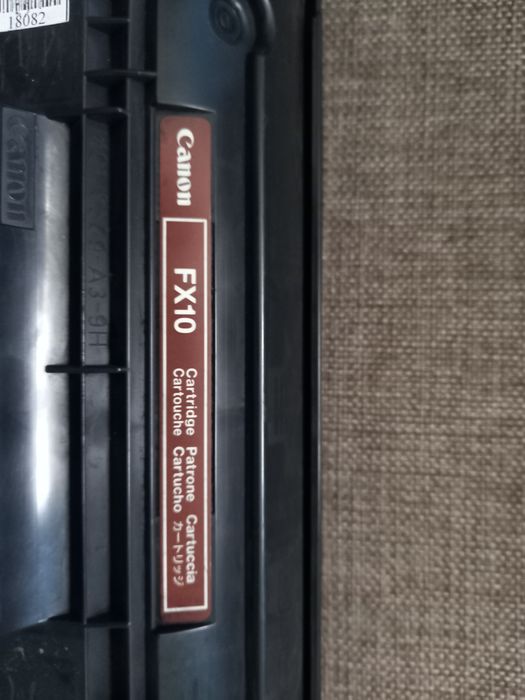 18082
Canon
Canon
FX10
Cartridge Patrone Cartuccia
Cartouche Cartucho カートリッジ